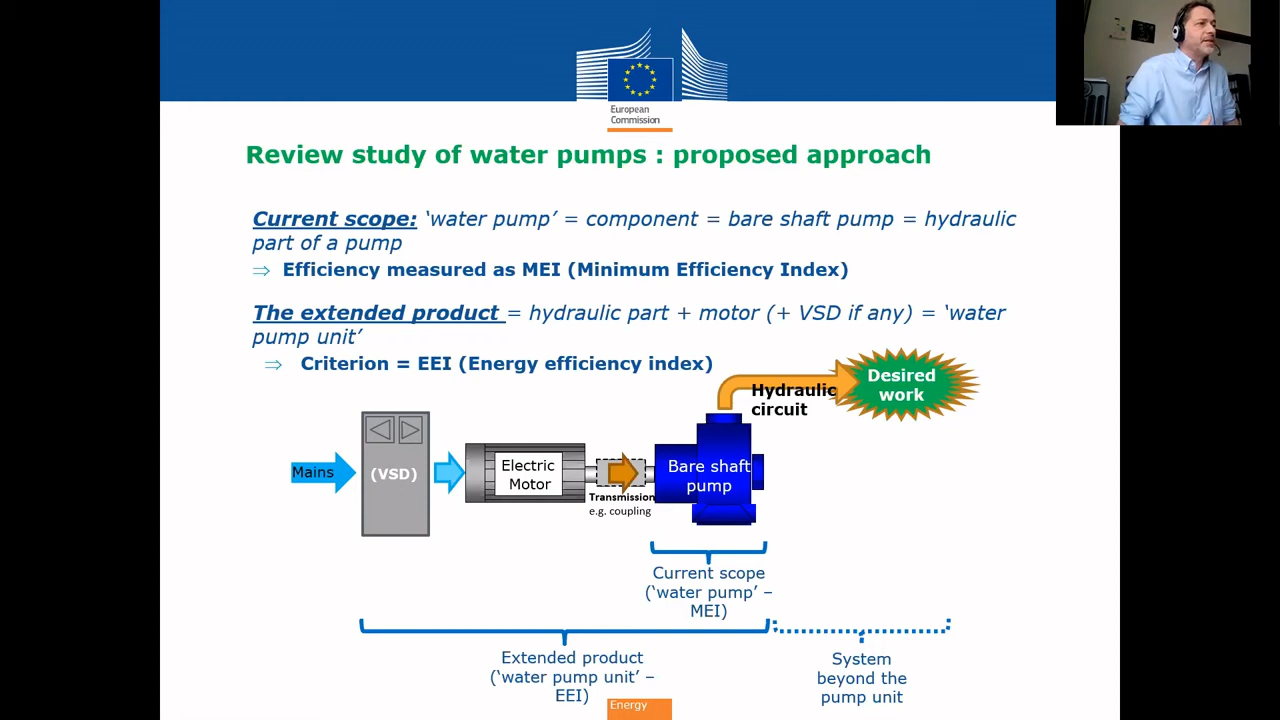 European
Commission
Review study of water pumps : proposed approach
Current scope: ‘water pump’ = component = bare shaft pump = hydraulic
part of a pump
⇒ Efficiency measured as MEI (Minimum Efficiency Index)
The extended product = hydraulic part + motor (+ VSD if any) = ‘water
pump unit’
⇒ Criterion = EEI (Energy efficiency index)
Desired
work
Hydraulic
circuit
Mains
(VSD)
Electric
Motor
Transmission
e.g. coupling
Bare shaft
pump
Current scope
(‘water pump’ –
MEI)
Extended product
(‘water pump unit’ –
EEI)
System
beyond the
pump unit
Energy